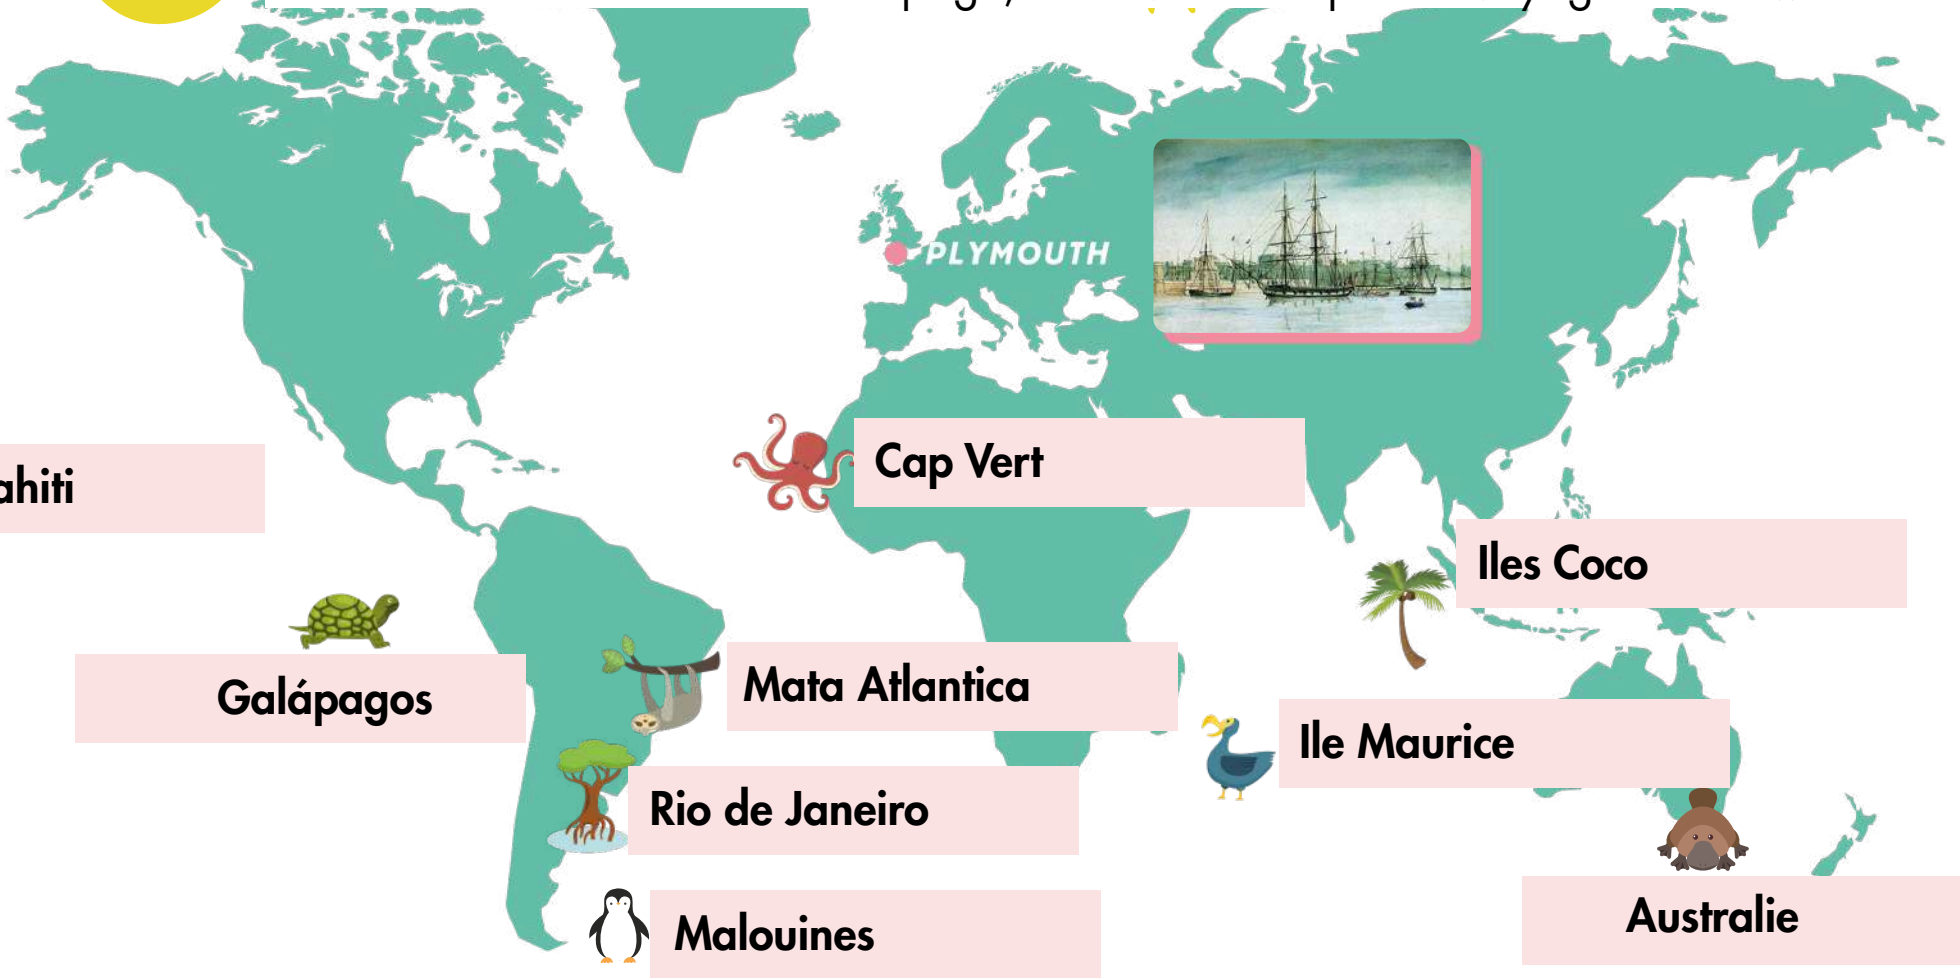 PLYMOUTH
Cap Vert
ahiti
Iles Coco
Galápagos
Mata Atlantica
Ile Maurice
Rio de Janeiro
Malouines
Australie